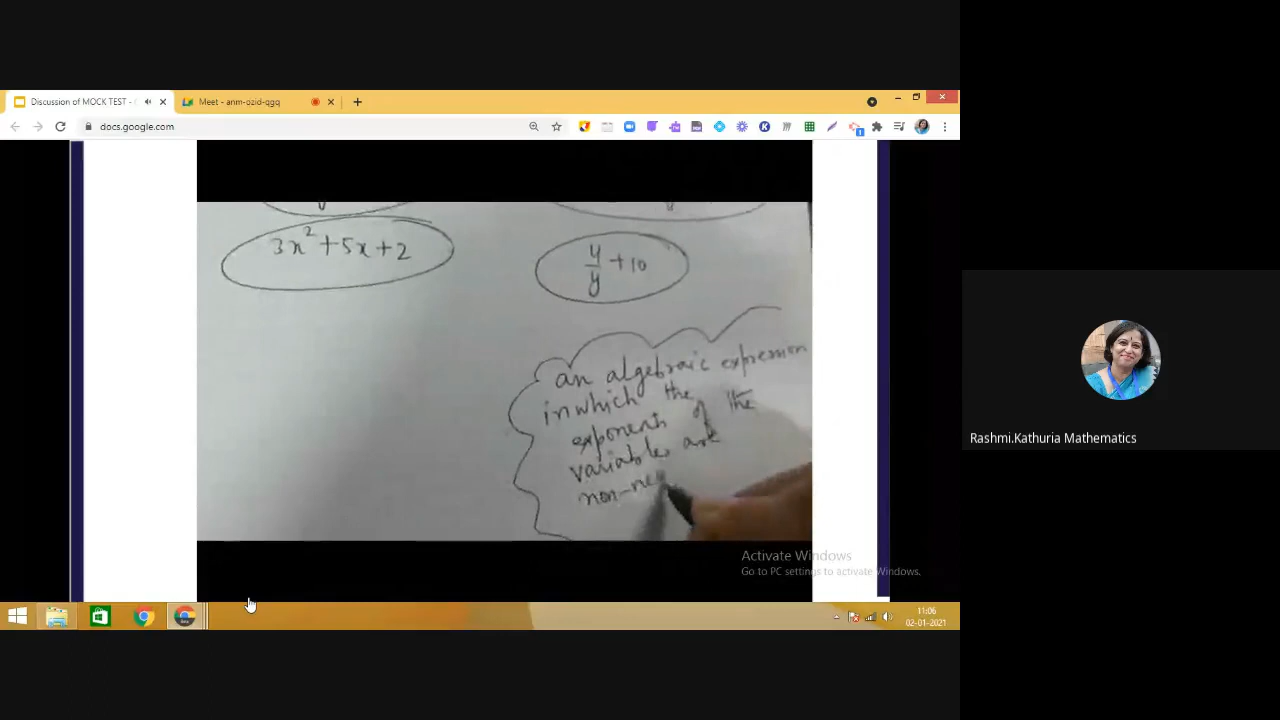 Discussion of MOCK TEST -
Meet - anm-ozid-qgq
docs.google.com
3x² + 5x + 2
y/y + 10
an algebraic expression
in which the
exponents of the
variables are
non-ne
Rashmi.Kathuria Mathematics
Activate Windows
Go to PC settings to activate Windows.
11:06
02-01-2021